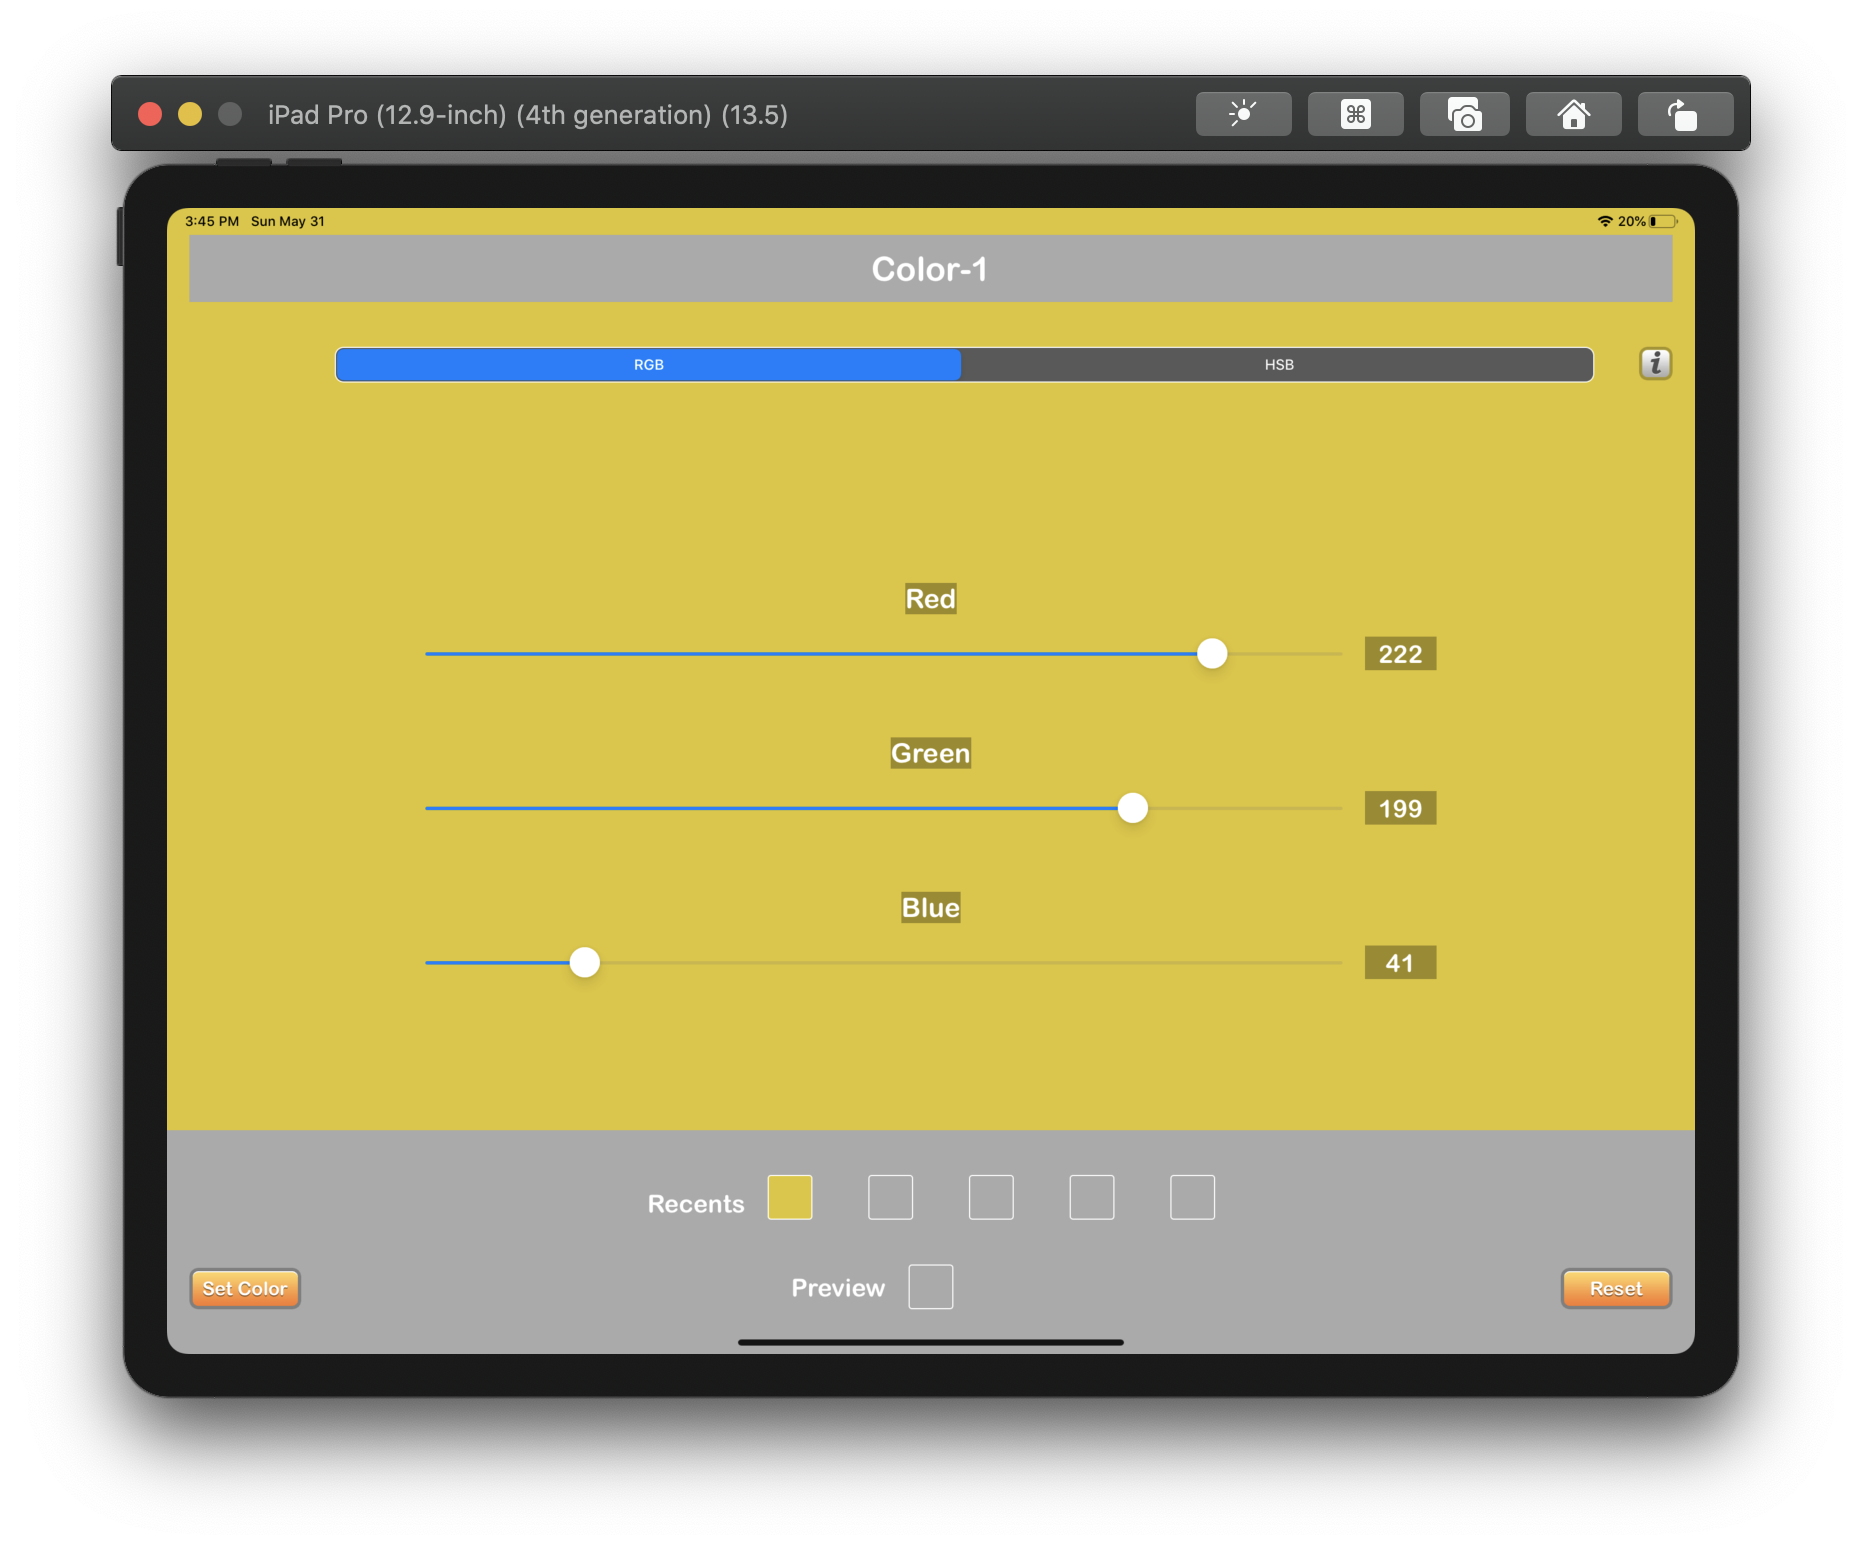 iPad Pro (12.9-inch) (4th generation) (13.5)
3:45 PM Sun May 31 20%
Color-1
RGB HSB
Red
222
Green
199
Blue
41
Recents
Set Color Preview Reset